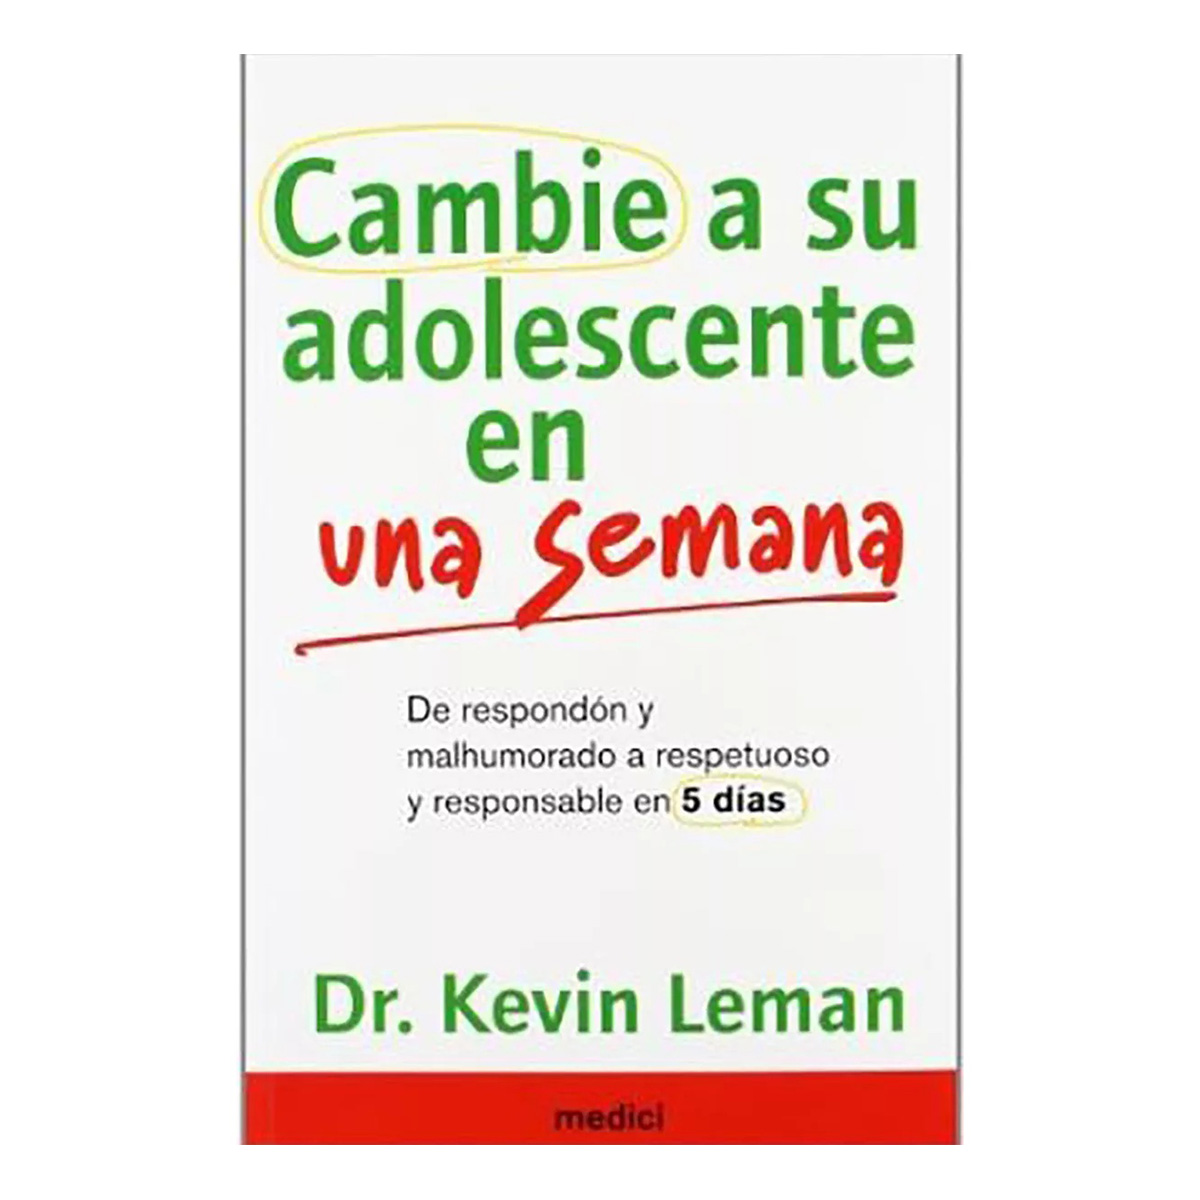 Cambie a su
adolescente
en
una semana
De respondón y
malhumorado a respetuoso
y responsable en 5 días
Dr. Kevin Leman
medici